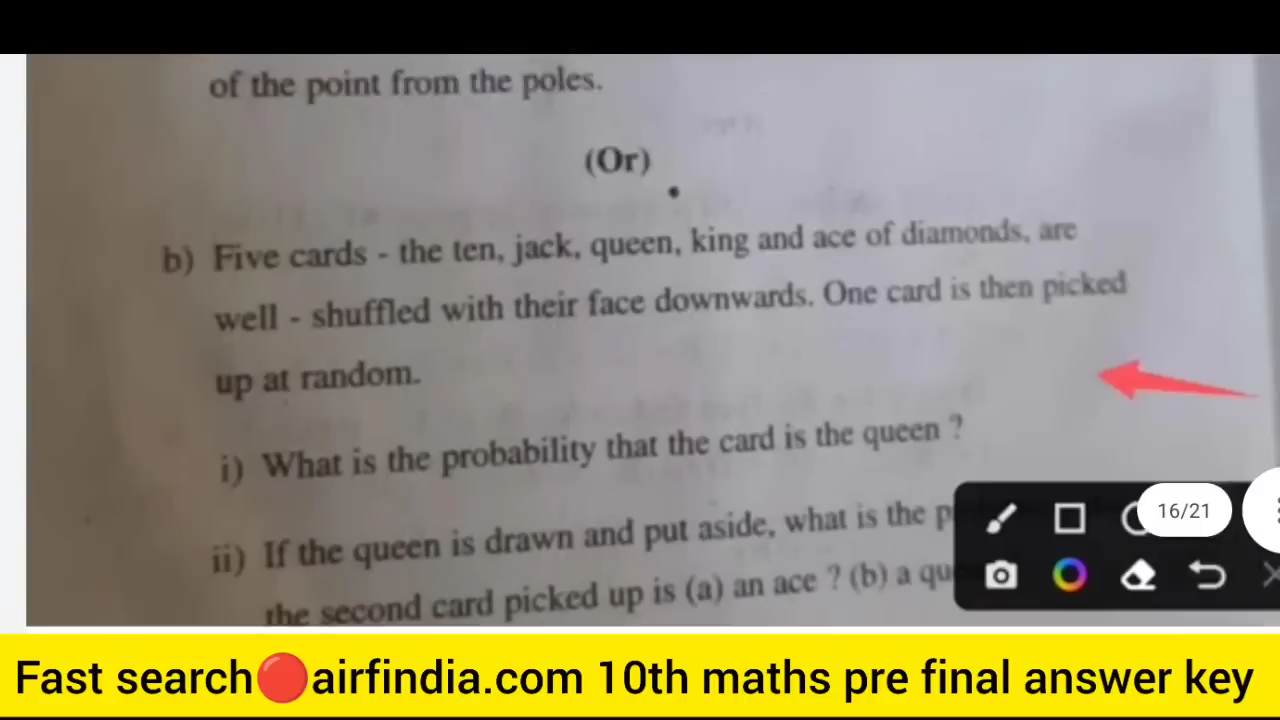 of the point from the poles.
(Or)
b) Five cards - the ten, jack, queen, king and ace of diamonds, are
well - shuffled with their face downwards. One card is then picked
up at random.
i) What is the probability that the card is the queen ?
ii) If the queen is drawn and put aside, what is the
the second card picked up is (a) an ace ? (b) a
16/21
Fast search🔴airfindia.com 10th maths pre final answer key